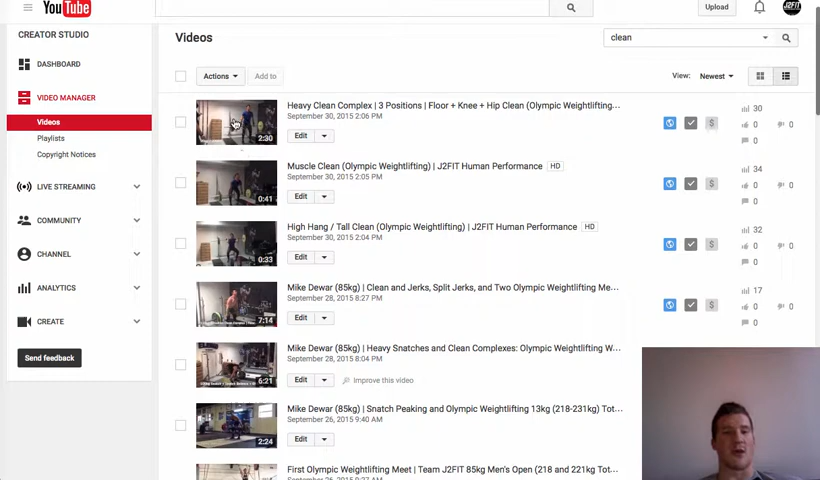 YouTube
Upload
J2FIT
CREATOR STUDIO
Videos
clean
DASHBOARD
Actions
Add to
View:
Newest
VIDEO MANAGER
Videos
Playlists
Copyright Notices
LIVE STREAMING
COMMUNITY
CHANNEL
ANALYTICS
CREATE
Send feedback
Heavy Clean Complex | 3 Positions | Floor + Knee + Hip Clean (Olympic Weightlifting...
September 30, 2015 2:06 PM
Edit
2:30
$
30
0
0
0
Muscle Clean (Olympic Weightlifting) | J2FIT Human Performance HD
September 30, 2015 2:05 PM
Edit
0:41
$
34
0
0
0
High Hang / Tall Clean (Olympic Weightlifting) | J2FIT Human Performance HD
September 30, 2015 2:04 PM
Edit
0:33
$
32
0
0
0
Mike Dewar (85kg) | Clean and Jerks, Split Jerks, and Two Olympic Weightlifting Me...
September 28, 2015 8:27 PM
Edit
7:14
$
17
0
0
0
Mike Dewar (85kg) | Heavy Snatches and Clean Complexes: Olympic Weightlifting W...
September 28, 2015 8:04 PM
Edit
Improve this video
6:21
Mike Dewar (85kg) | Snatch Peaking and Olympic Weightlifting 13kg (218-231kg) Tot...
September 26, 2015 9:40 AM
Edit
2:24
First Olympic Weightlifting Meet | Team J2FIT 85kg Men's Open (218 and 221kg Tot...
September 26, 2015 9:27 AM